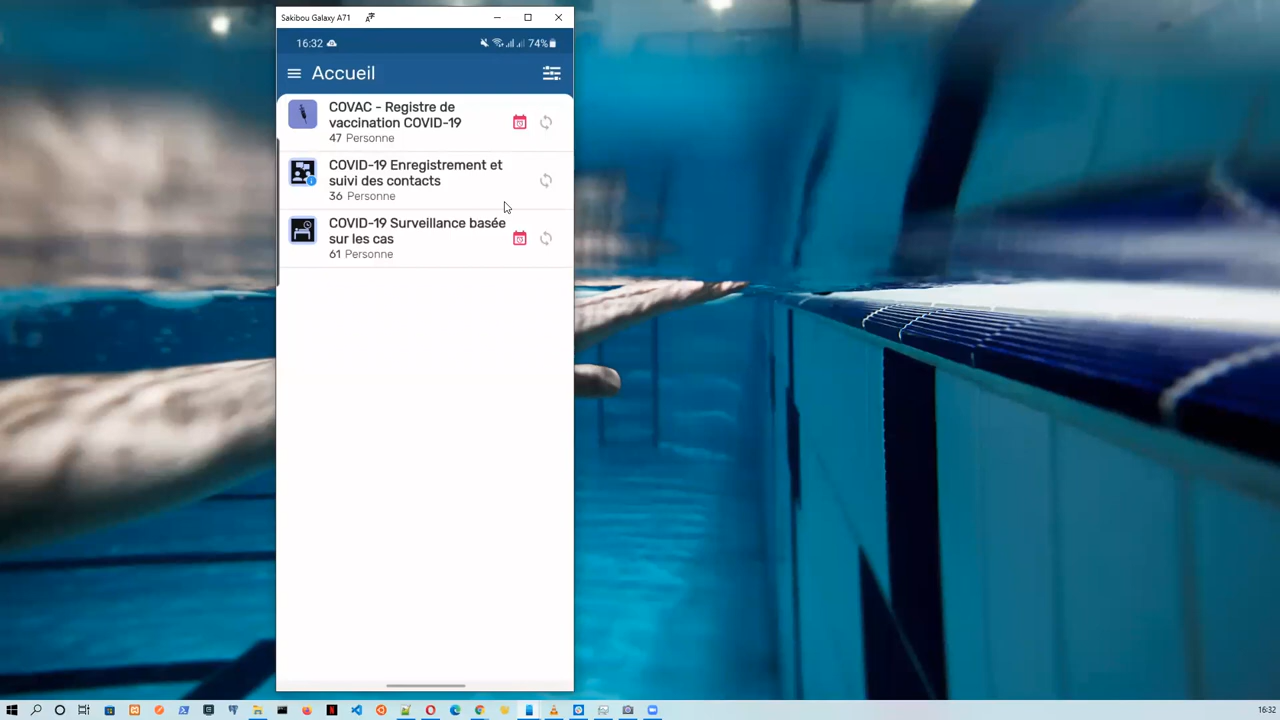 Sakibou Galaxy A71
16:32 74%
Accueil
COVAC - Registre de
vaccination COVID-19
47 Personne
COVID-19 Enregistrement et
suivi des contacts
36 Personne
COVID-19 Surveillance basée
sur les cas
61 Personne
16:32